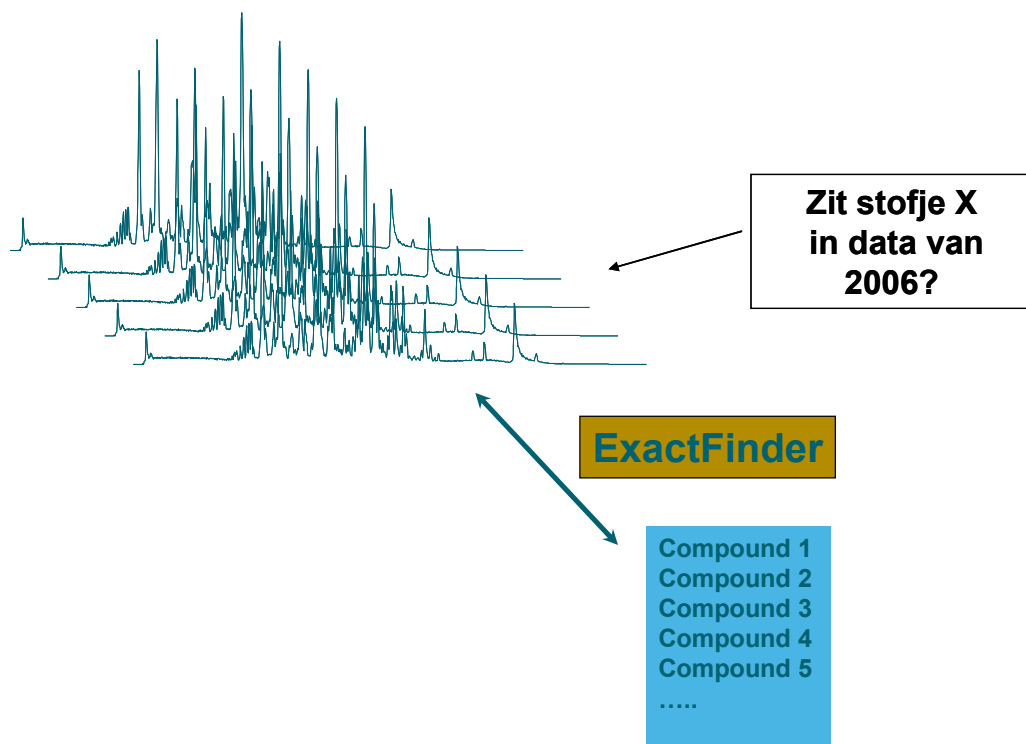 Zit stofje X
in data van
2006?
ExactFinder
Compound 1
Compound 2
Compound 3
Compound 4
Compound 5
.....